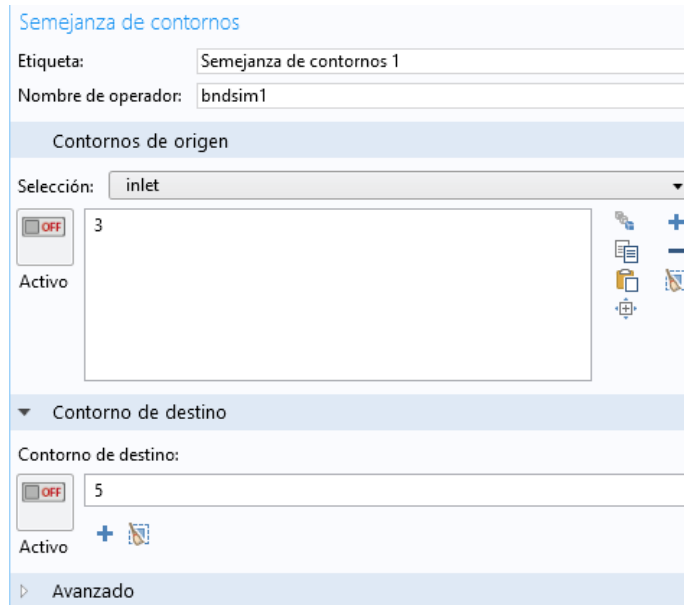 Semejanza de contornos
Etiqueta: Semejanza de contornos 1
Nombre de operador: bndsim1
Contornos de origen
Selección: inlet
OFF 3
Activo
Contorno de destino
Contorno de destino:
OFF 5
Activo
Avanzado